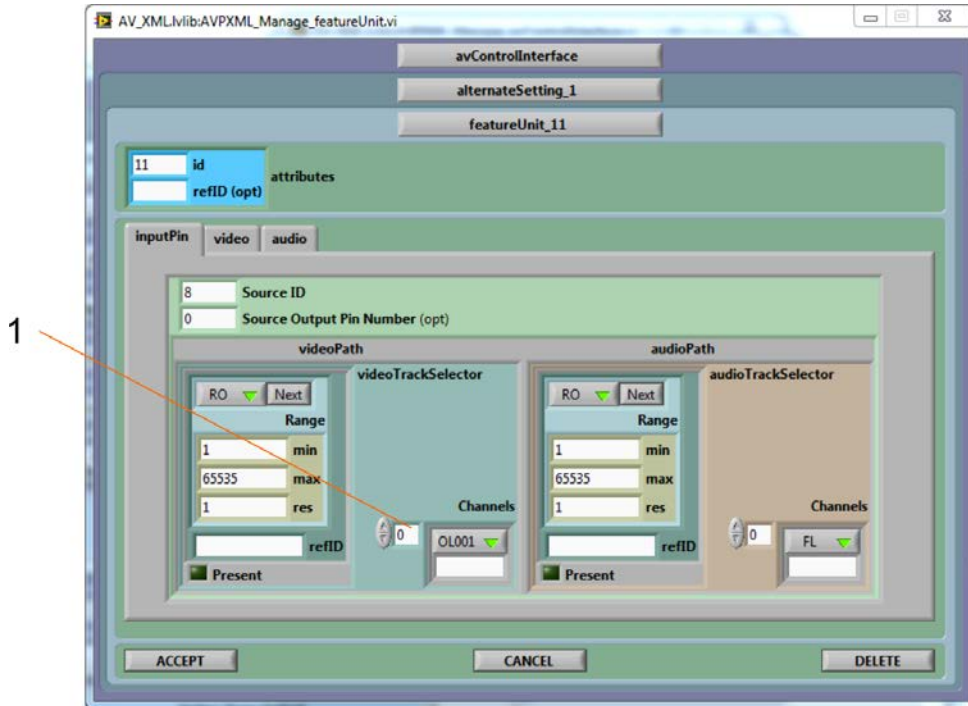 AV_XML.lvlib:AVPXML_Manage_featureUnit.vi
avControlInterface
alternateSetting_1
featureUnit_11
11 id
refID (opt)
attributes
inputPin video audio
8 Source ID
0 Source Output Pin Number (opt)
1
videoPath audioPath
videoTrackSelector audioTrackSelector
RO Next RO Next
Range Range
1 min 1 min
65535 max 65535 max
1 res 1 res
Channels Channels
0 OL001 0 FL
refID refID
Present Present
ACCEPT CANCEL DELETE